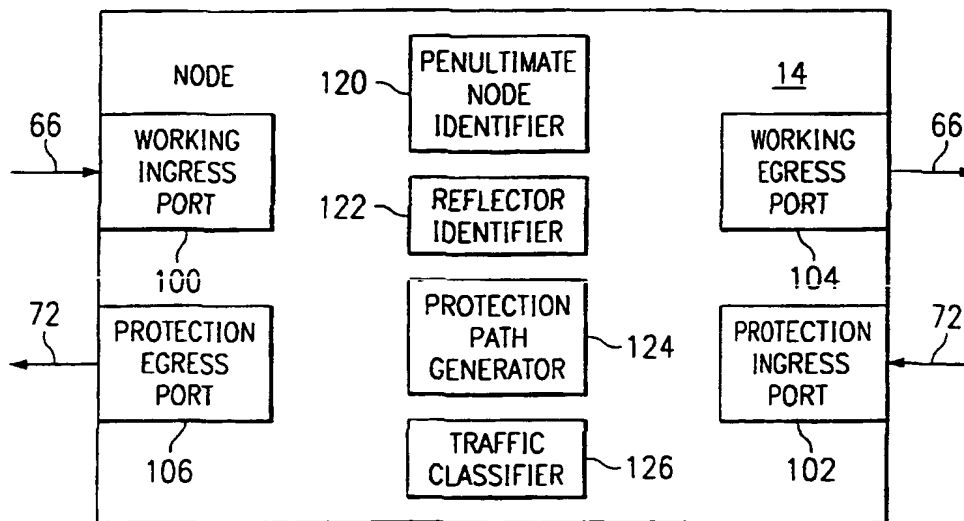 NODE
14
120
PENULTIMATE
NODE
IDENTIFIER
66
WORKING
INGRESS
PORT
100
122
REFLECTOR
IDENTIFIER
WORKING
EGRESS
PORT
104
66
72
PROTECTION
EGRESS
PORT
106
PROTECTION
PATH
GENERATOR
124
PROTECTION
INGRESS
PORT
102
72
TRAFFIC
CLASSIFIER
126